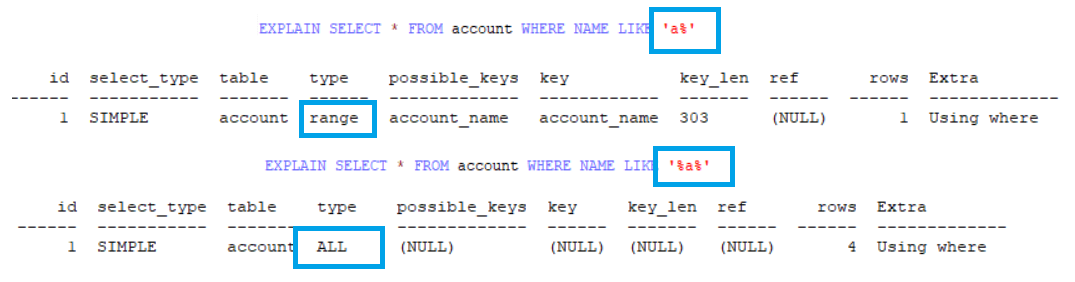 EXPLAIN SELECT * FROM account WHERE NAME LIKE 'a%'
id select_type table type possible_keys key key_len ref rows Extra
------ ----------- ------- ------ ------------- ------------ ------- ------ ------ -------------
1 SIMPLE account range account_name account_name 303 (NULL) 1 Using where
EXPLAIN SELECT * FROM account WHERE NAME LIKE '%a%'
id select_type table type possible_keys key key_len ref rows Extra
------ ----------- ------- ------ ------------- ------ ------- ------ ------ -------------
1 SIMPLE account ALL (NULL) (NULL) (NULL) (NULL) 4 Using where